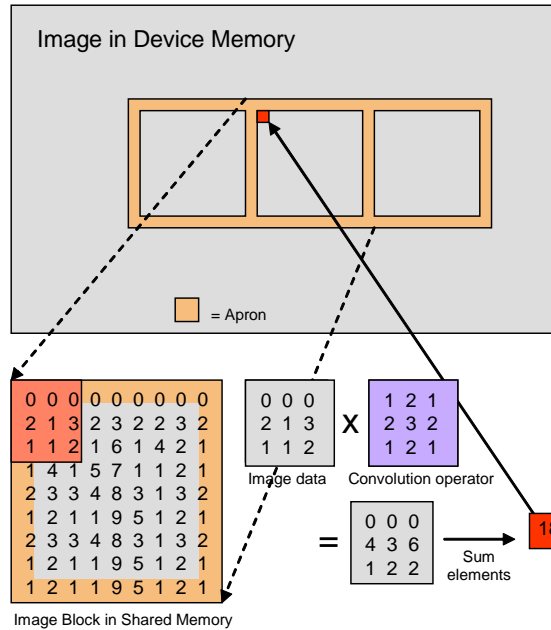 Image in Device Memory
= Apron
0 0 0 0 0 0 0 0 0
2 1 3 2 3 2 2 3 2
1 1 2 1 6 1 4 2 1
1 4 1 5 7 1 1 2 1
2 3 3 4 8 3 1 3 2
1 2 1 1 9 5 1 2 1
2 3 3 4 8 3 1 3 2
1 2 1 1 9 5 1 2 1
1 2 1 1 9 5 1 2 1
Image Block in Shared Memory
0 0 0
2 1 3
1 1 2
Image data
X
1 2 1
2 3 2
1 2 1
Convolution operator
=
0 0 0
4 3 6
1 2 2
Sum
elements
18